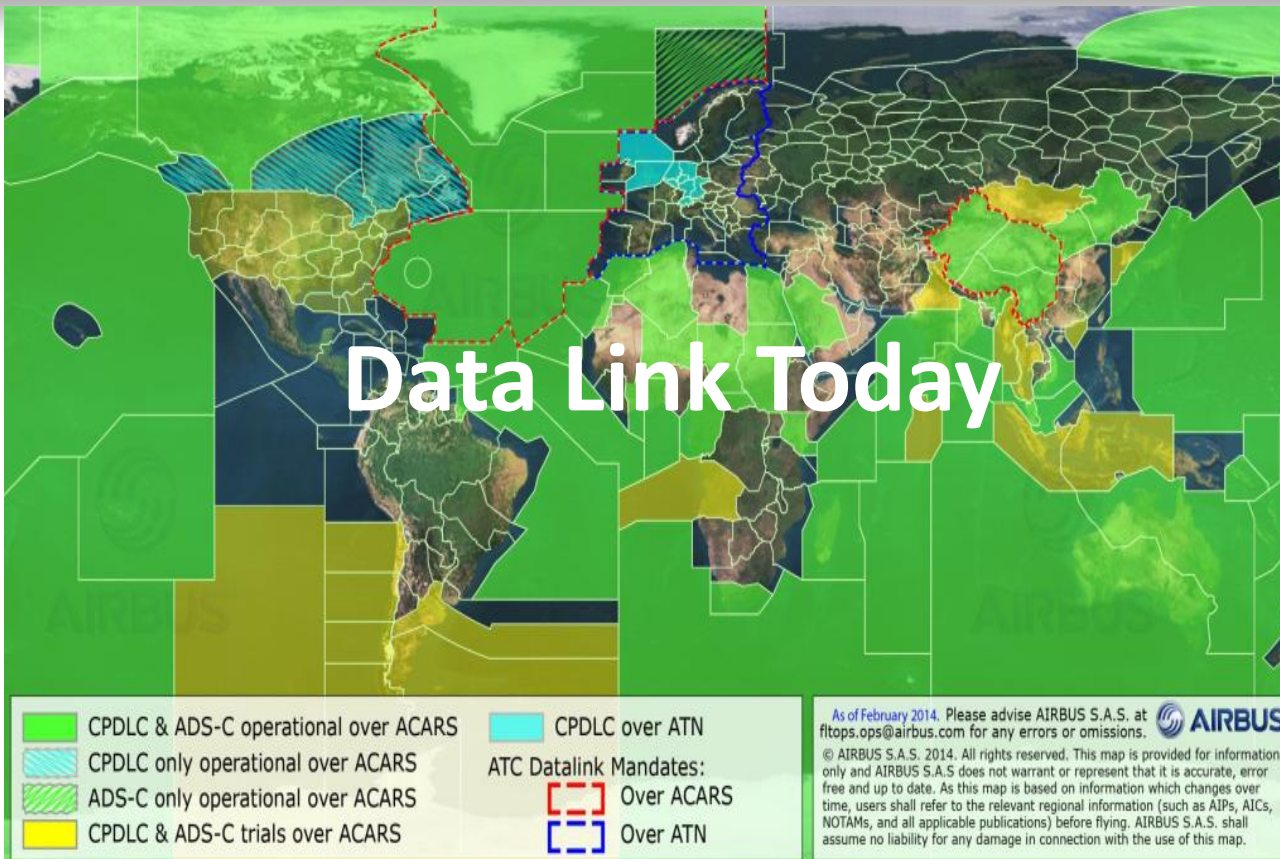 AIRBUS
Data Link Today
AIRBUS
AIRBUS
CPDLC & ADS-C operational over ACARS
CPDLC only operational over ACARS
ADS-C only operational over ACARS
CPDLC & ADS-C trials over ACARS
CPDLC over ATN
ATC Datalink Mandates:
Over ACARS
Over ATN
As of February 2014. Please advise AIRBUS S.A.S. at
fltops.ops@airbus.com for any errors or omissions.
AIRBUS
© AIRBUS S.A.S. 2014. All rights reserved. This map is provided for information
only and AIRBUS S.A.S does not warrant or represent that it is accurate, error
free and up to date. As this map is based on information which changes over
time, users shall refer to the relevant regional information (such as AIPs, AICs,
NOTAMs, and all applicable publications) before flying. AIRBUS S.A.S. shall
assume no liability for any damage in connection with the use of this map.